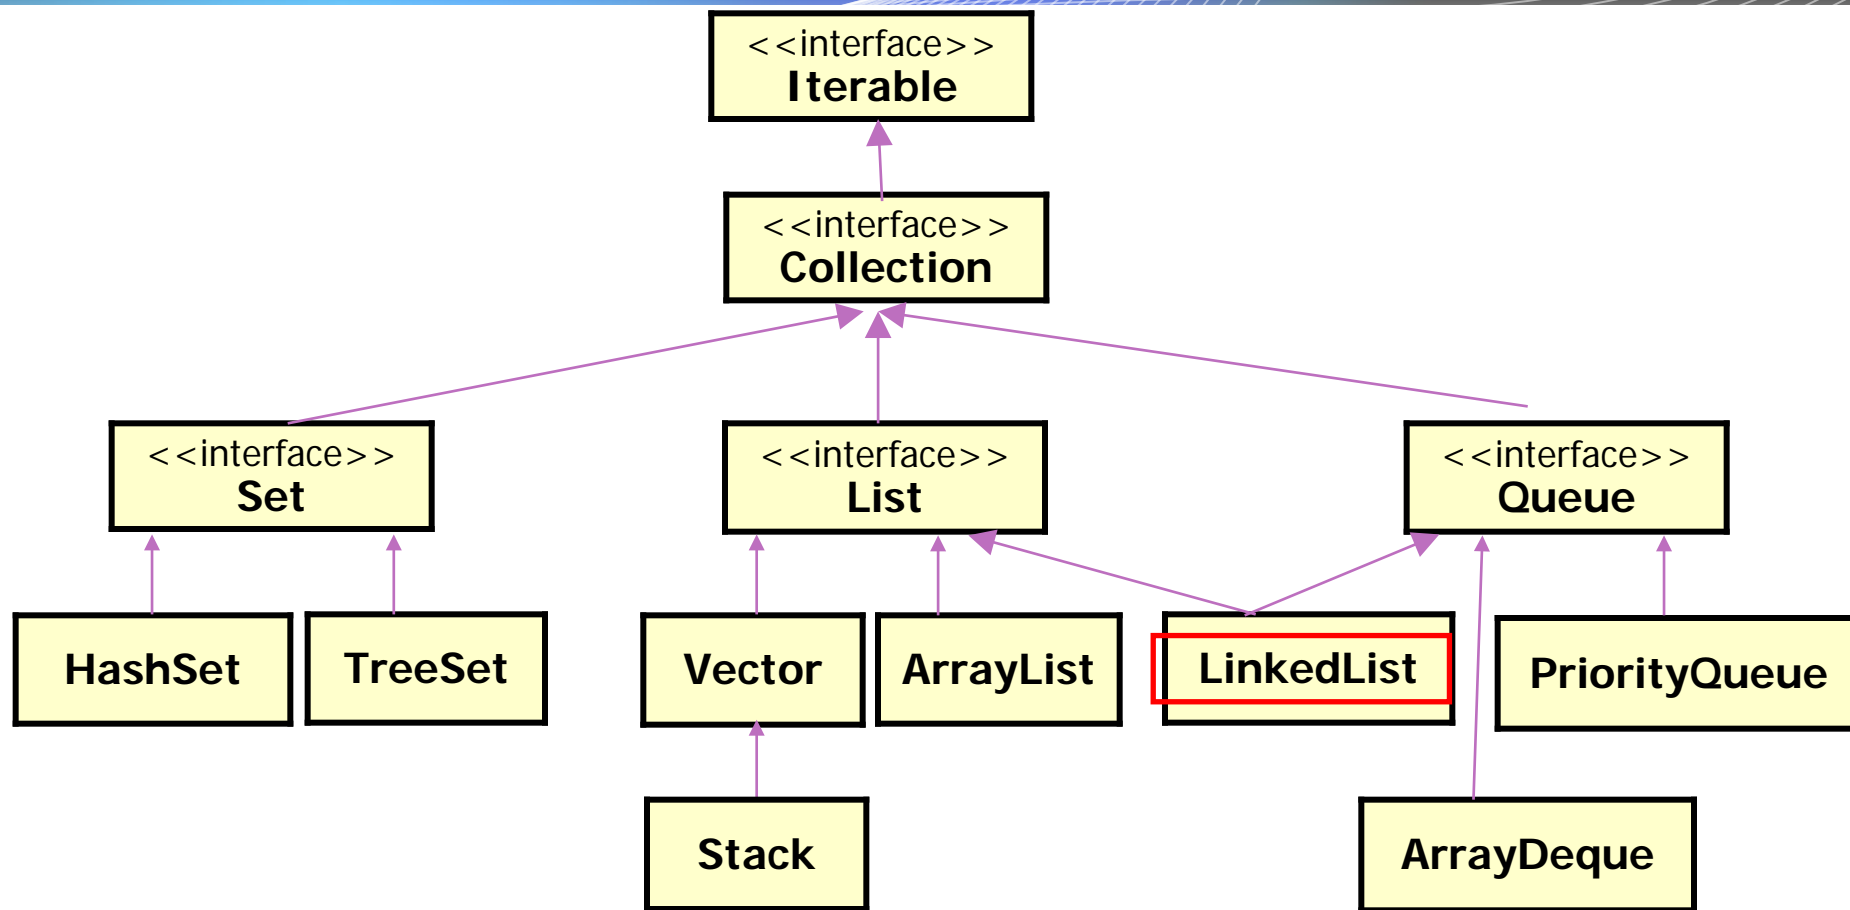 <<interface>>
Iterable
<<interface>>
Collection
<<interface>>
Set
<<interface>>
List
<<interface>>
Queue
HashSet
TreeSet
Vector
ArrayList
LinkedList
PriorityQueue
Stack
ArrayDeque